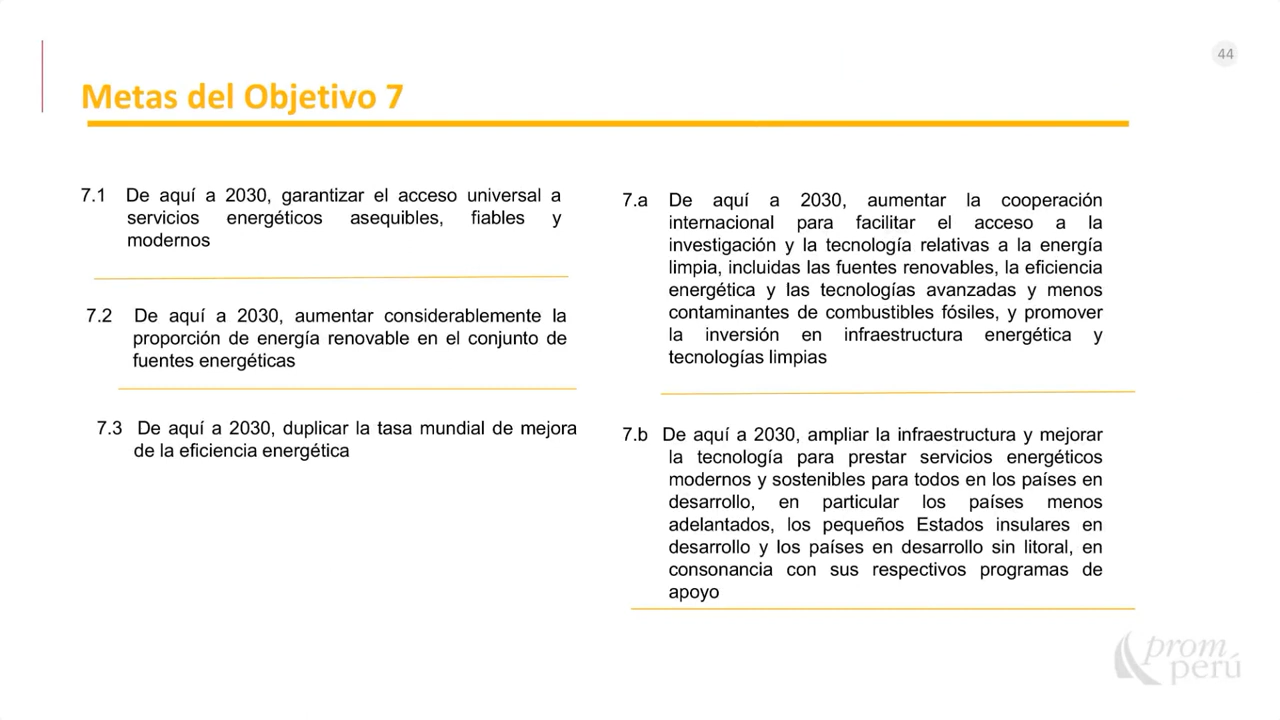 44
Metas del Objetivo 7
7.1 De aquí a 2030, garantizar el acceso universal a
servicios energéticos asequibles, fiables y
modernos
7.2 De aquí a 2030, aumentar considerablemente la
proporción de energía renovable en el conjunto de
fuentes energéticas
7.3 De aquí a 2030, duplicar la tasa mundial de mejora
de la eficiencia energética
7.a De aquí a 2030, aumentar la cooperación
internacional para facilitar el acceso a la
investigación y la tecnología relativas a la energía
limpia, incluidas las fuentes renovables, la eficiencia
energética y las tecnologías avanzadas y menos
contaminantes de combustibles fósiles, y promover
la inversión en infraestructura energética y
tecnologías limpias
7.b De aquí a 2030, ampliar la infraestructura y mejorar
la tecnología para prestar servicios energéticos
modernos y sostenibles para todos en los países en
desarrollo, en particular los países menos
adelantados, los pequeños Estados insulares en
desarrollo y los países en desarrollo sin litoral, en
consonancia con sus respectivos programas de
apoyo
prom
perú